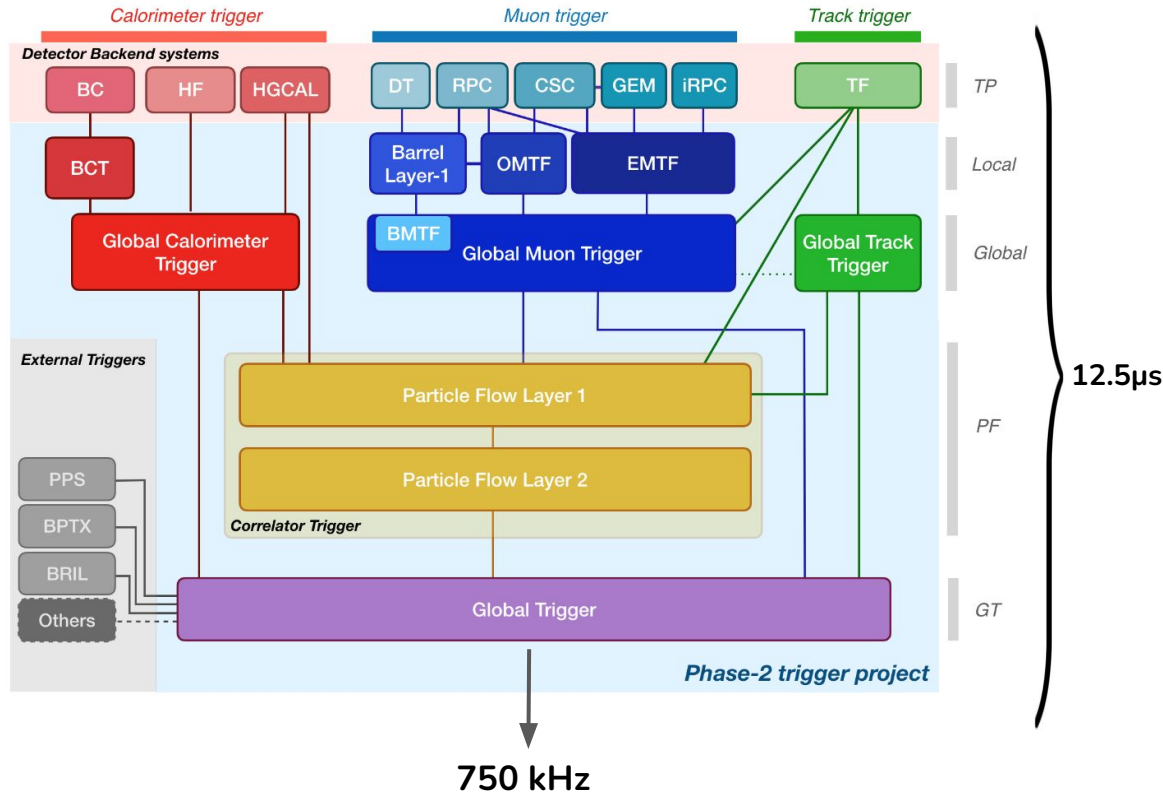 Calorimeter trigger
Muon trigger
Track trigger
Detector Backend systems
BC
HF
HGCAL
DT
RPC
CSC
GEM
iRPC
TF
TP
BCT
Barrel
Layer-1
OMTF
EMTF
Local
Global Calorimeter
Trigger
BMTF
Global Muon Trigger
Global Track
Trigger
Global
External Triggers
Particle Flow Layer 1
12.5μs
PF
Particle Flow Layer 2
Correlator Trigger
PPS
BPTX
BRIL
Others
Global Trigger
GT
Phase-2 trigger project
750 kHz